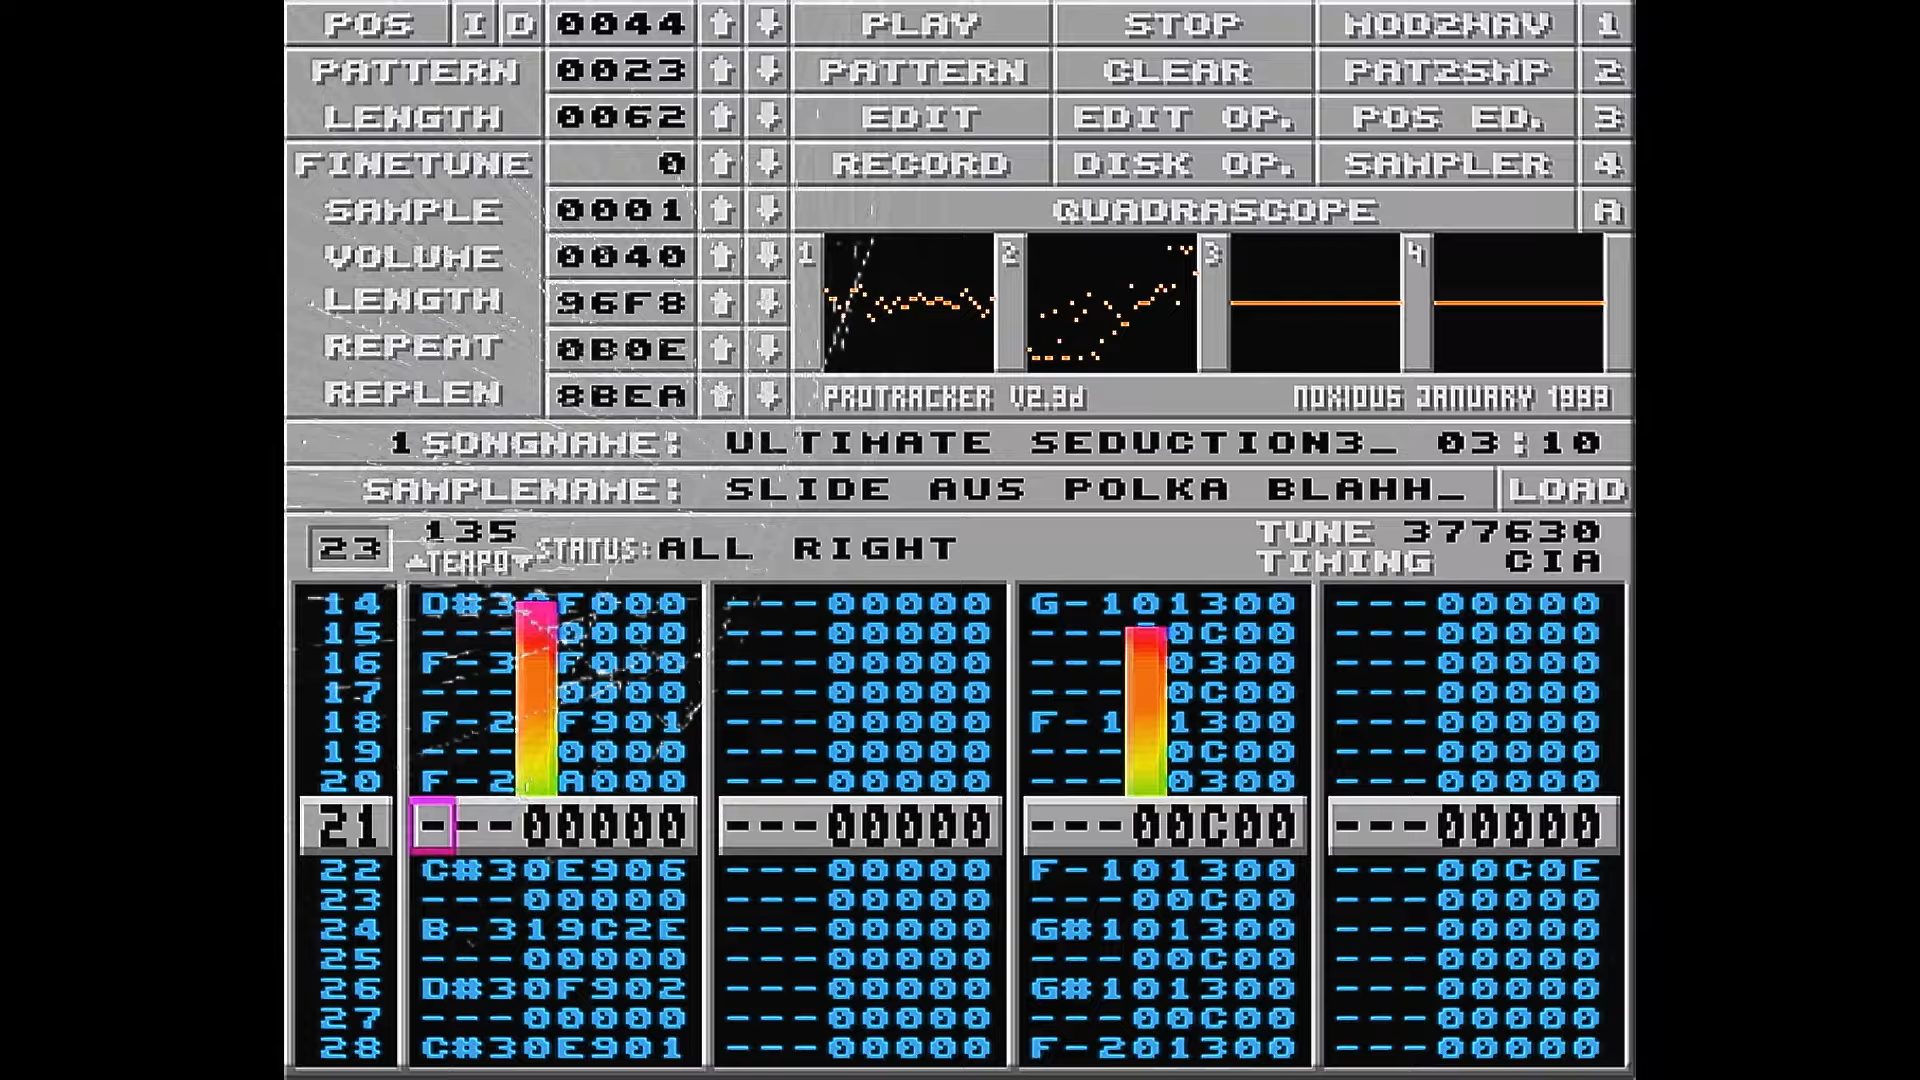 POS I D 0044 PLAY STOP MOD2WAV 1
PATTERN 0023 PATTERN CLEAR PAT2SMP 2
LENGTH 0062 EDIT EDIT OP. POS ED. 3
FINETUNE 0 RECORD DISK OP. SAMPLER 4
SAMPLE 0001 QUADRASCOPE A
VOLUME 0040 1 2 3 4
LENGTH 96F8
REPEAT 0B0E
REPLEN 8BEA PROTRACKER V2.3d NOXIOUS JANUARY 1993
1 SONGNAME: ULTIMATE SEDUCTION3_ 03:10
SAMPLENAME: SLIDE AUS POLKA BLAHH_ LOAD
23 135 TEMPO STATUS: ALL RIGHT TUNE 377630
TIMING CIA
14 D#30F000 ---00000 G-101300 ---00000
15 --- 0000 ---00000 --- 0C00 ---00000
16 F-3 F000 ---00000 --- 0300 ---00000
17 --- 0000 ---00000 --- 0C00 ---00000
18 F-2 F901 ---00000 F-1 1300 ---00000
19 --- 0000 ---00000 --- 0C00 ---00000
20 F-2 A000 ---00000 --- 0300 ---00000
21 ---00000 ---00000 ---00C00 ---00000
22 C#30E906 ---00000 F-101300 ---00C0E
23 ---00000 ---00000 ---00C00 ---00000
24 B-319C2E ---00000 G#101300 ---00000
25 ---00000 ---00000 ---00C00 ---00000
26 D#30F902 ---00000 G#101300 ---00000
27 ---00000 ---00000 ---00C00 ---00000
28 C#30E901 ---00000 F-201300 ---00000